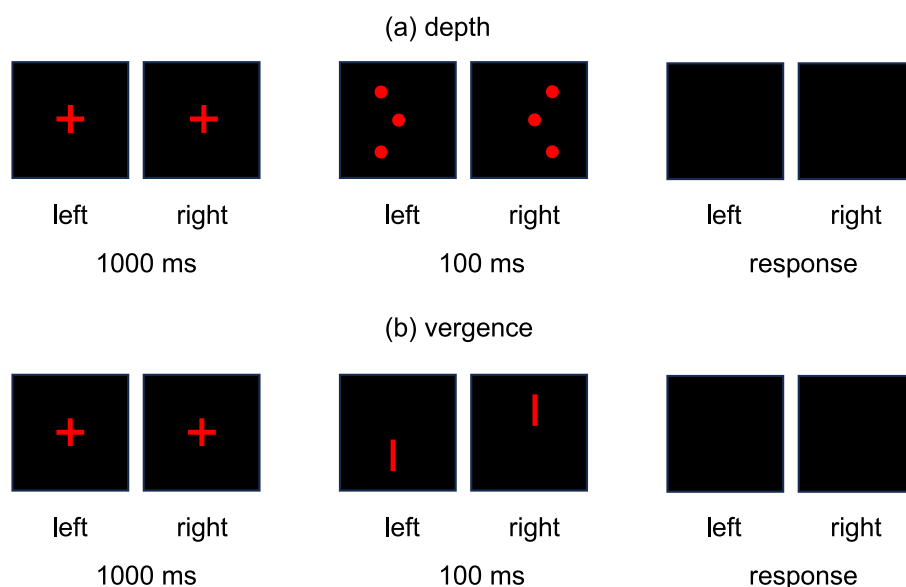 (a) depth
left right left right left right
1000 ms 100 ms response
(b) vergence
left right left right left right
1000 ms 100 ms response